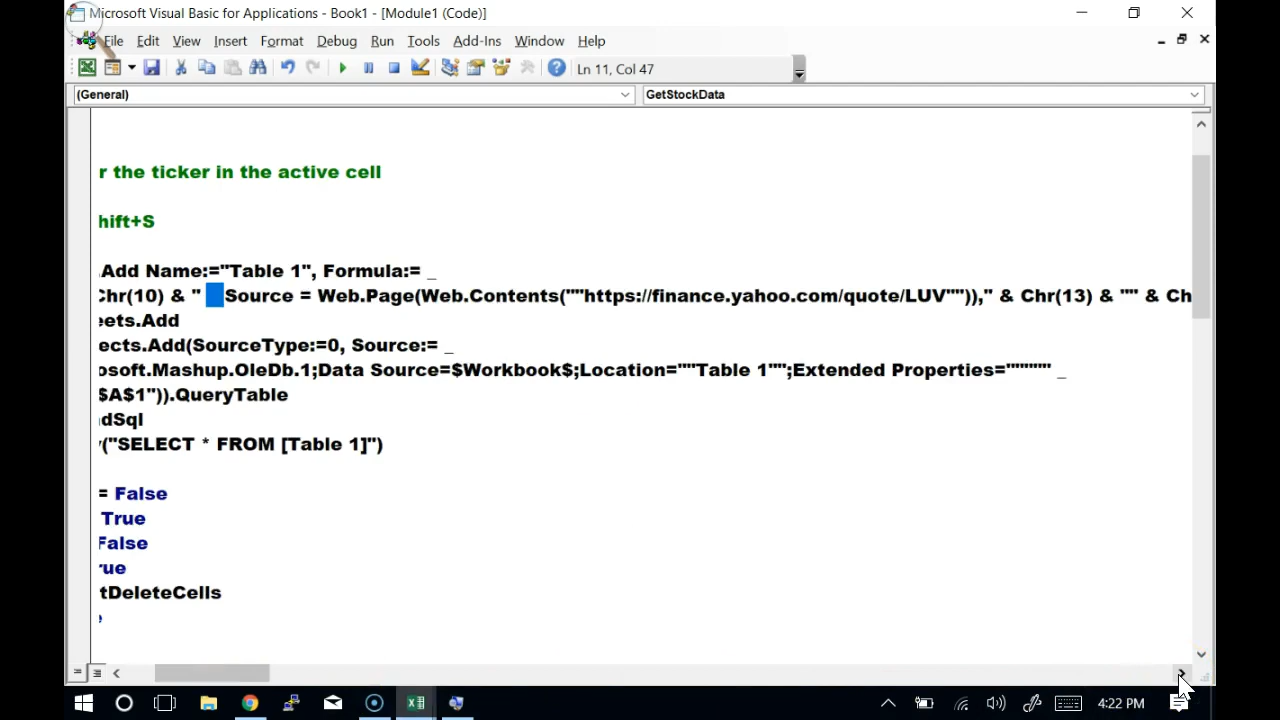 Microsoft Visual Basic for Applications - Book1 - [Module1 (Code)]
File Edit View Insert Format Debug Run Tools Add-Ins Window Help
Ln 11, Col 47
(General) GetStockData
r the ticker in the active cell
hift+S
.Add Name:="Table 1", Formula:= _
Chr(10) & " Source = Web.Page(Web.Contents(""https://finance.yahoo.com/quote/LUV""))," & Chr(13) & "" & Ch
eets.Add
ects.Add(SourceType:=0, Source:= _
osoft.Mashup.OleDb.1;Data Source=$Workbook$;Location=""Table 1"";Extended Properties=""""" _
$A$1")).QueryTable
dSql
y("SELECT * FROM [Table 1]")
= False
True
False
rue
tDeleteCells
e
4:22 PM